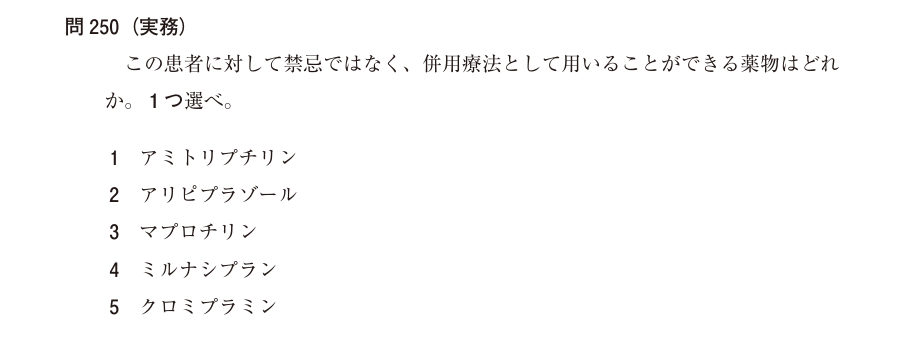 問 250（実務）
この患者に対して禁忌ではなく、併用療法として用いることができる薬物はどれ
か。1つ選べ。
1 アミトリプチリン
2 アリピプラゾール
3 マプロチリン
4 ミルナシプラン
5 クロミプラミン